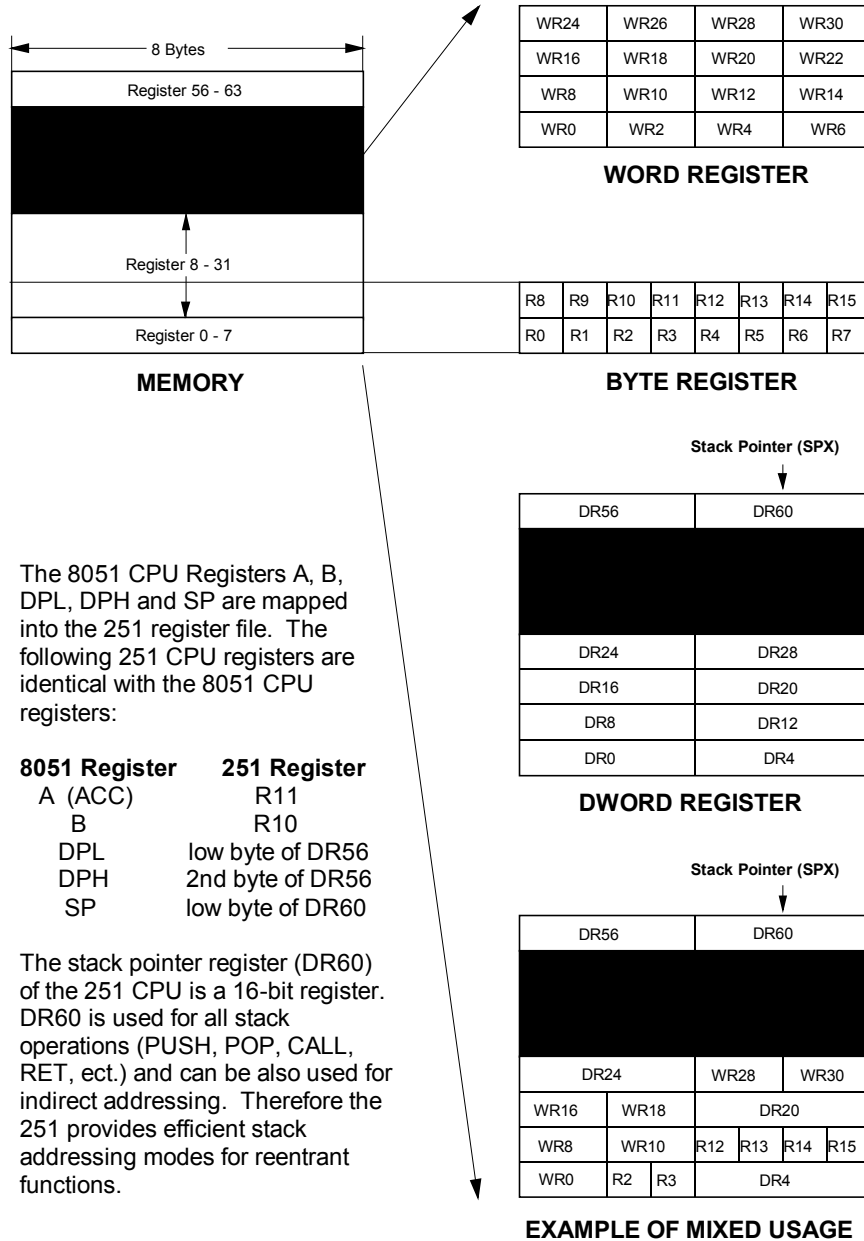 8 Bytes
Register 56 - 63
Register 8 - 31
Register 0 - 7
MEMORY
WR24 WR26 WR28 WR30
WR16 WR18 WR20 WR22
WR8 WR10 WR12 WR14
WR0 WR2 WR4 WR6
WORD REGISTER
R8 R9 R10 R11 R12 R13 R14 R15
R0 R1 R2 R3 R4 R5 R6 R7
BYTE REGISTER
Stack Pointer (SPX)
DR56 DR60
DR24 DR28
DR16 DR20
DR8 DR12
DR0 DR4
DWORD REGISTER
The 8051 CPU Registers A, B,
DPL, DPH and SP are mapped
into the 251 register file. The
following 251 CPU registers are
identical with the 8051 CPU
registers:
8051 Register 251 Register
A (ACC) R11
B R10
DPL low byte of DR56
DPH 2nd byte of DR56
SP low byte of DR60
The stack pointer register (DR60)
of the 251 CPU is a 16-bit register.
DR60 is used for all stack
operations (PUSH, POP, CALL,
RET, ect.) and can be also used for
indirect addressing. Therefore the
251 provides efficient stack
addressing modes for reentrant
functions.
Stack Pointer (SPX)
DR56 DR60
DR24 WR28 WR30
WR16 WR18 DR20
WR8 WR10 R12 R13 R14 R15
WR0 R2 R3 DR4
EXAMPLE OF MIXED USAGE